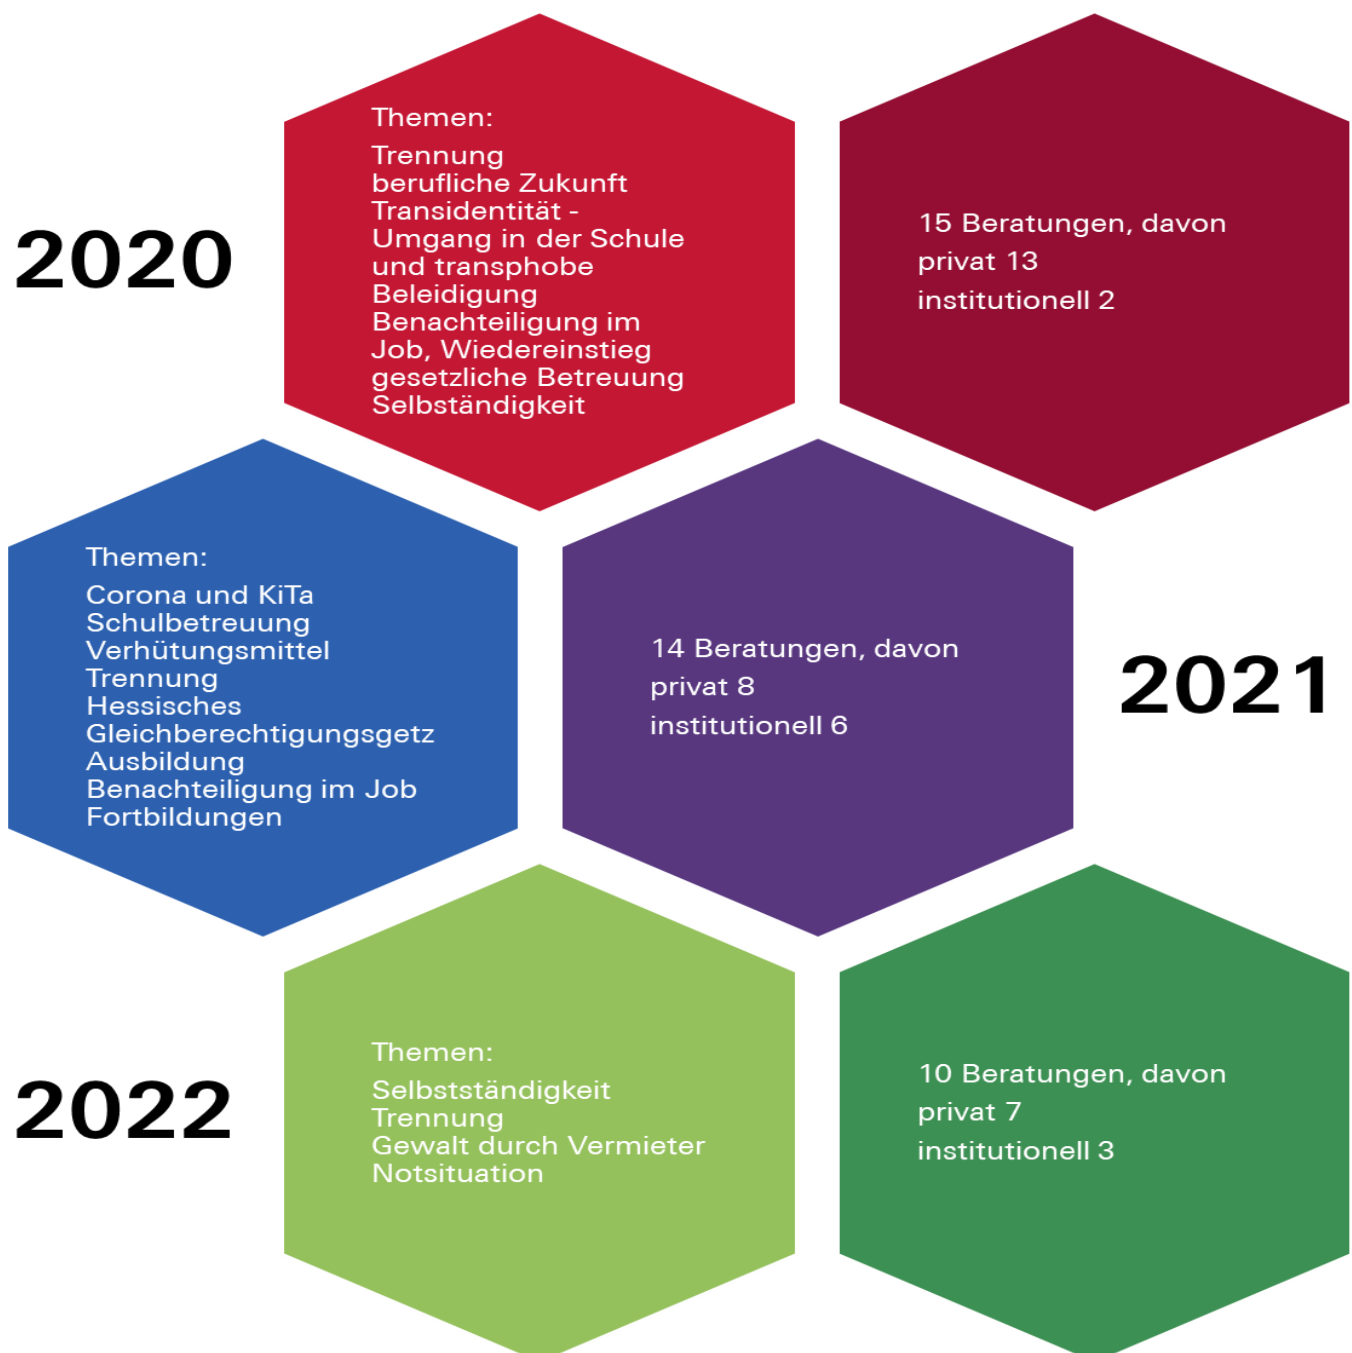 2020
Themen:
Trennung
berufliche Zukunft
Transidentität -
Umgang in der Schule
und transphobe
Beleidigung
Benachteiligung im
Job, Wiedereinstieg
gesetzliche Betreuung
Selbständigkeit
15 Beratungen, davon
privat 13
institutionell 2
Themen:
Corona und KiTa
Schulbetreuung
Verhütungsmittel
Trennung
Hessisches
Gleichberechtigungsgetz
Ausbildung
Benachteiligung im Job
Fortbildungen
14 Beratungen, davon
privat 8
institutionell 6
2021
2022
Themen:
Selbstständigkeit
Trennung
Gewalt durch Vermieter
Notsituation
10 Beratungen, davon
privat 7
institutionell 3